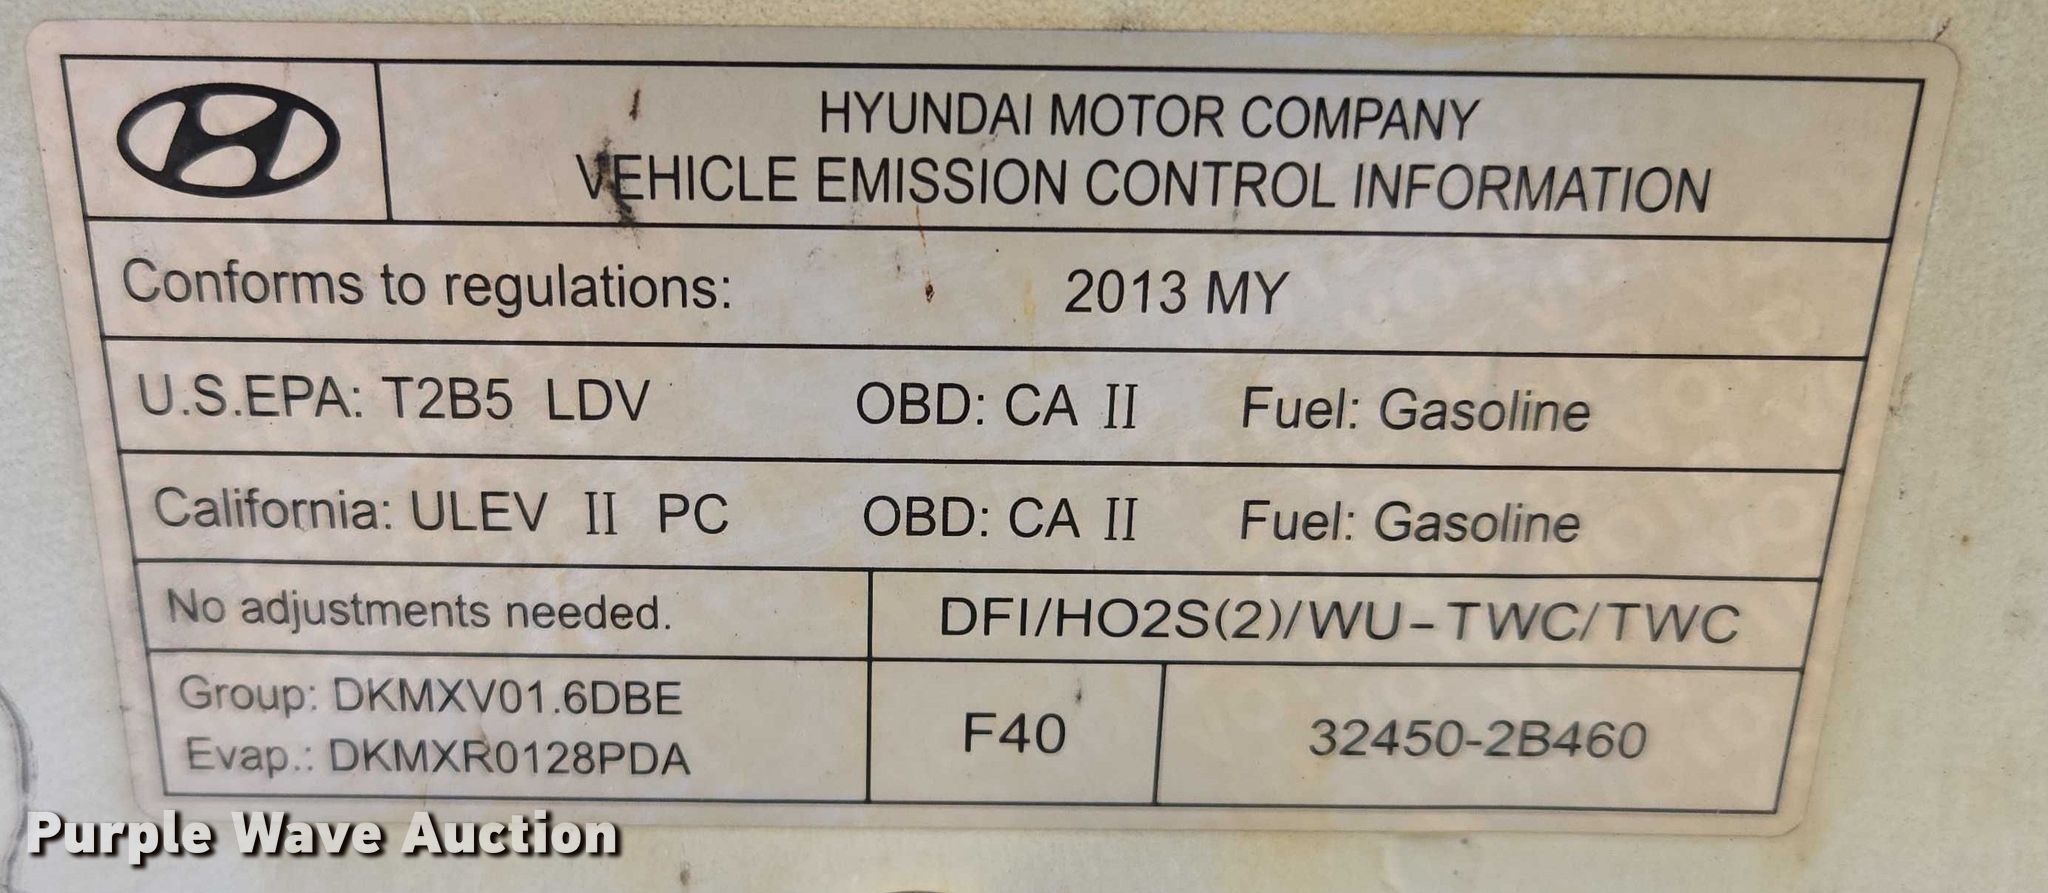 HYUNDAI MOTOR COMPANY
VEHICLE EMISSION CONTROL INFORMATION
Conforms to regulations: 2013 MY
U.S.EPA: T2B5 LDV OBD: CA II Fuel: Gasoline
California: ULEV II PC OBD: CA II Fuel: Gasoline
No adjustments needed. DFI/HO2S(2)/WU-TWC/TWC
Group: DKMXV01.6DBE
Evap.: DKMXR0128PDA
F40 32450-2B460
Purple Wave Auction